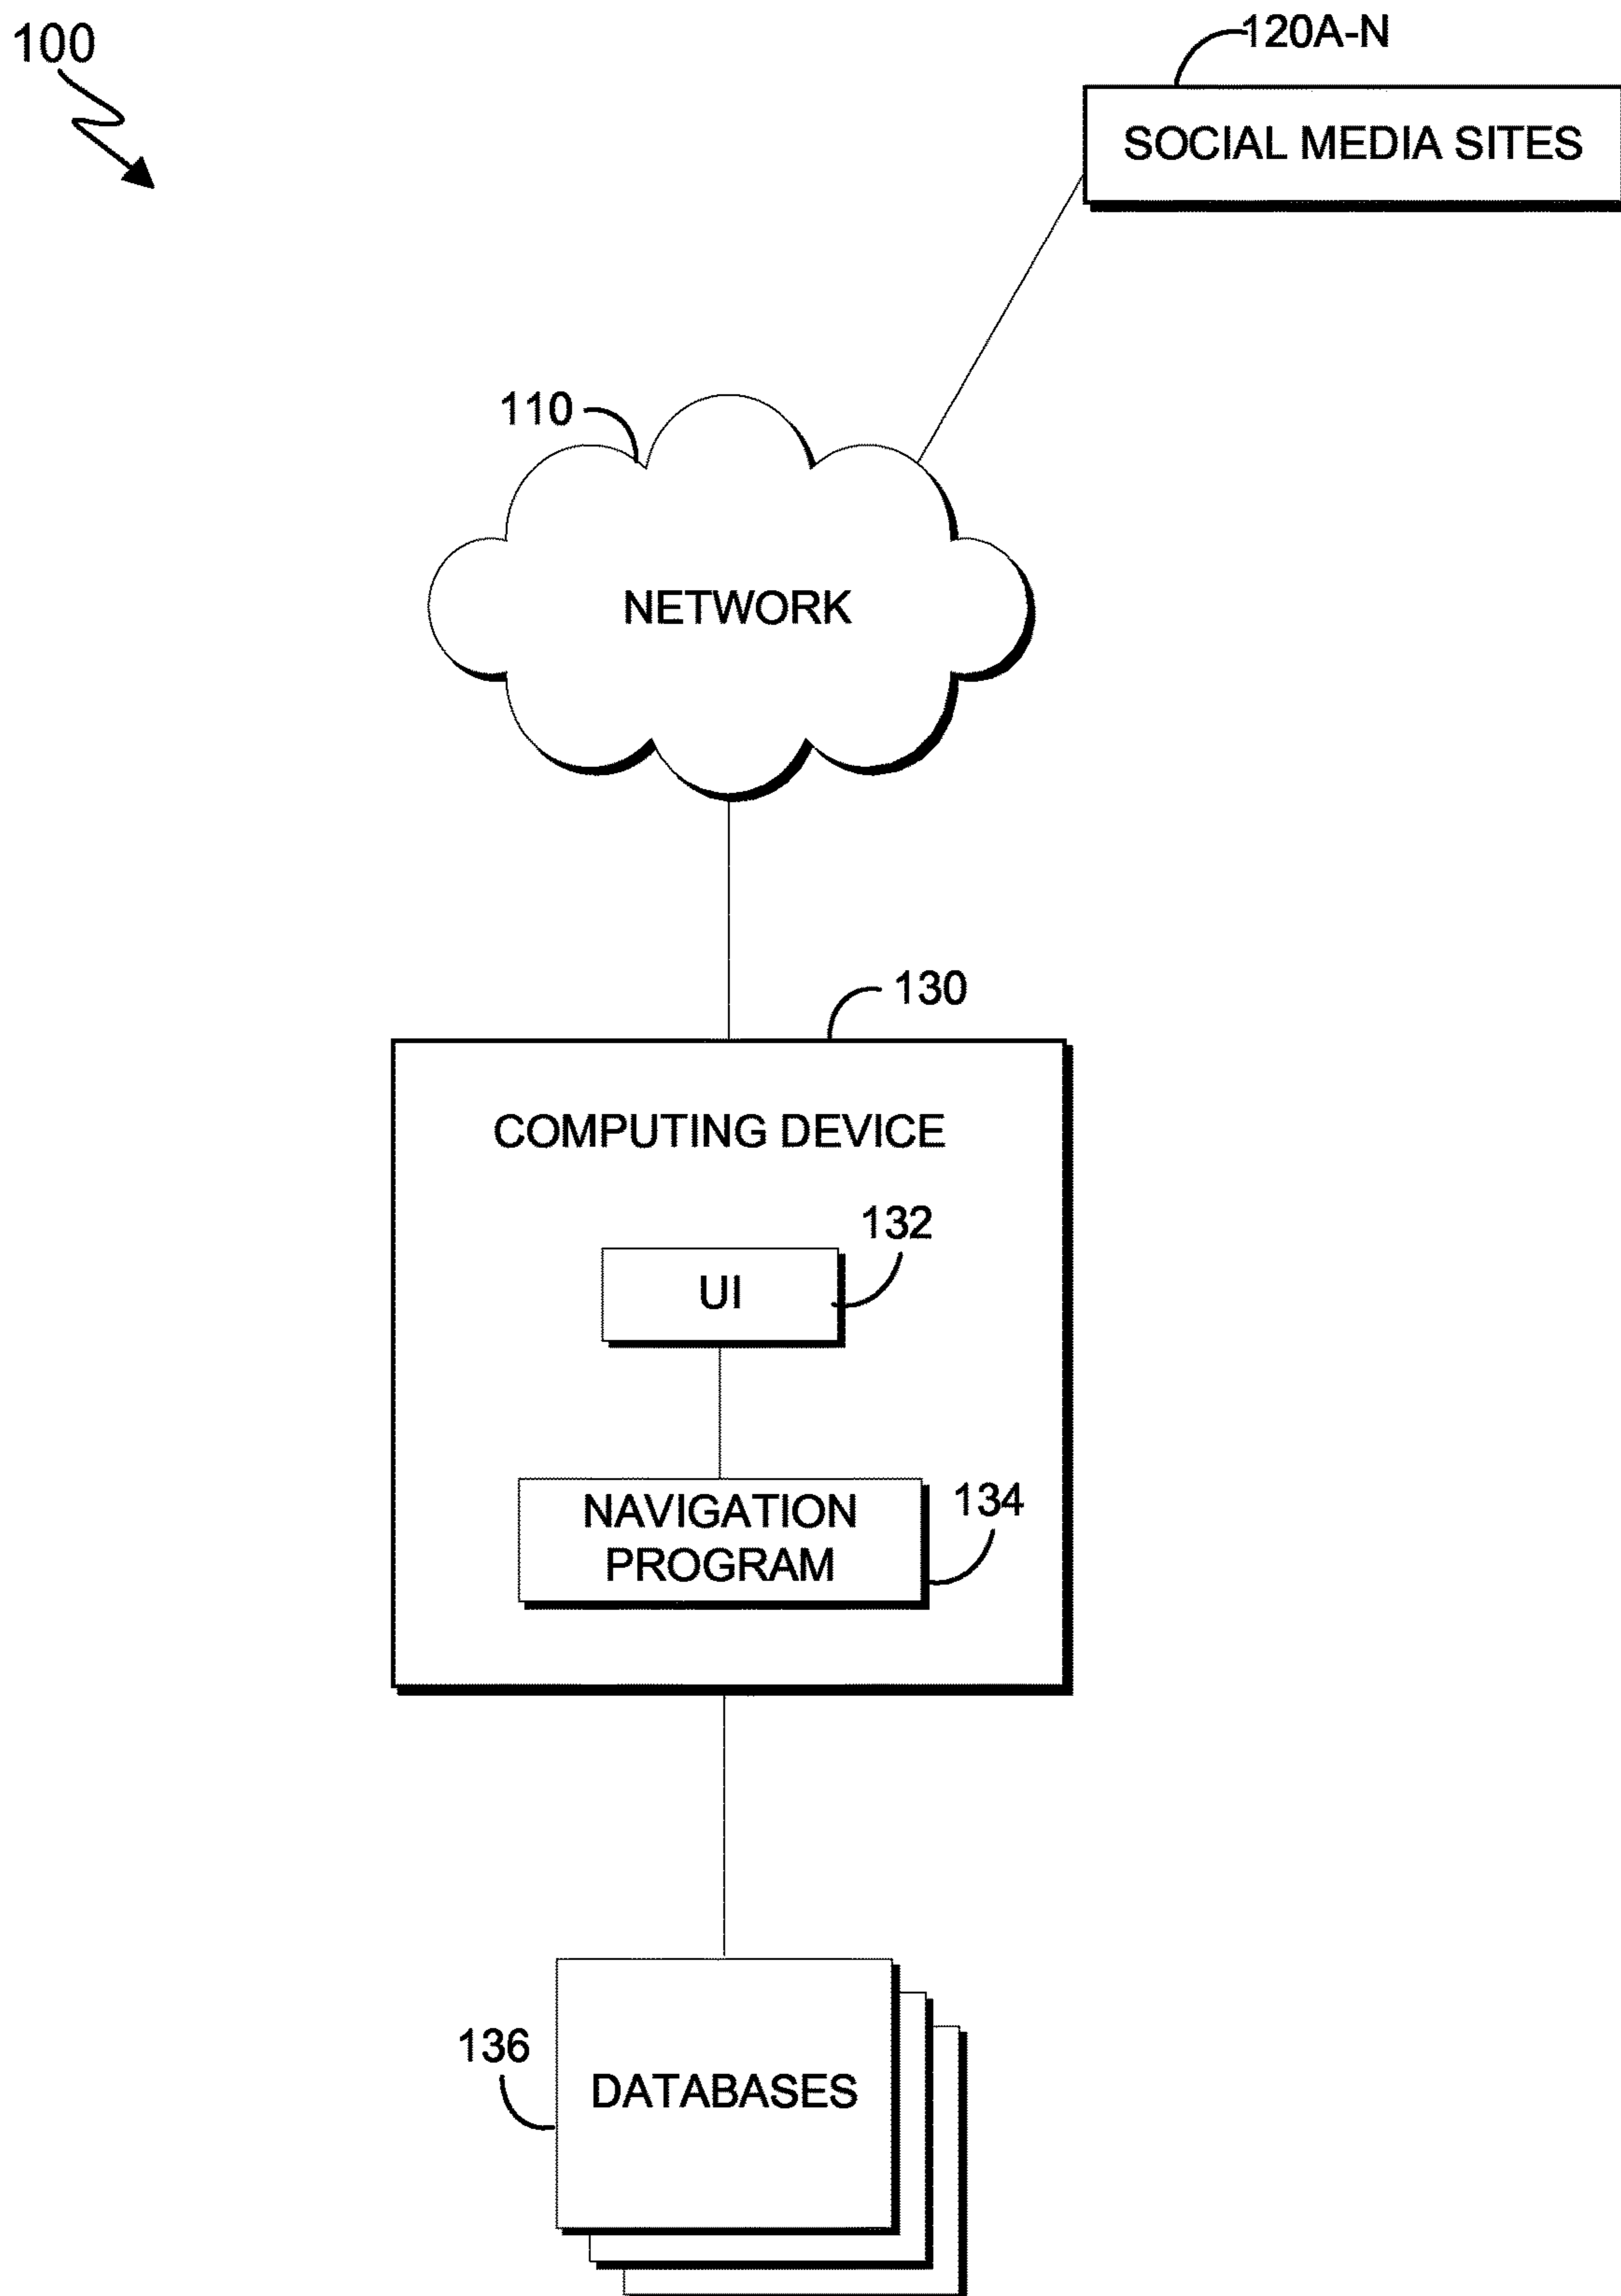 100
120A-N
SOCIAL MEDIA SITES
110
NETWORK
130
COMPUTING DEVICE
132
UI
134
NAVIGATION
PROGRAM
136
DATABASES